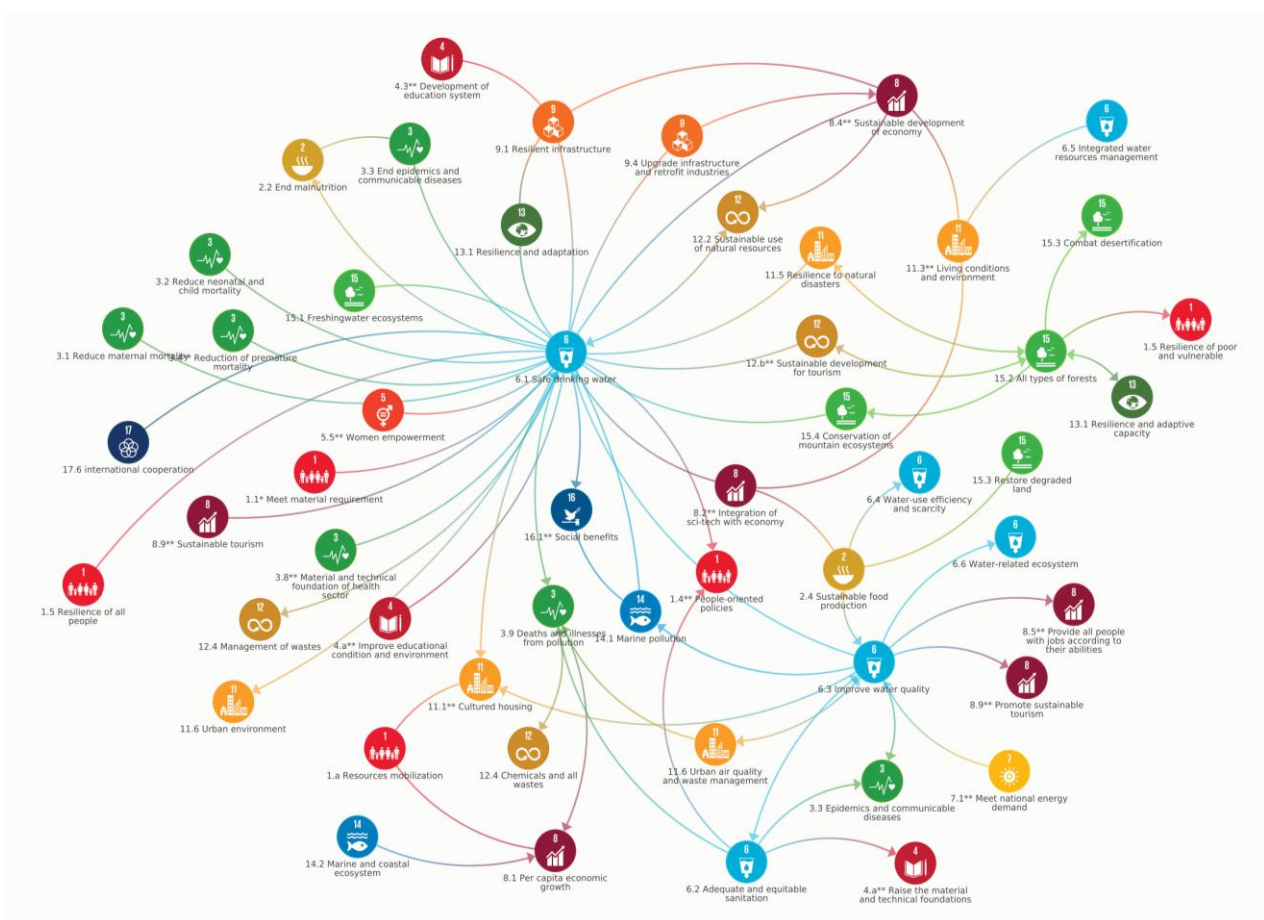 4
4.3** Development of
education system
8
8.4** Sustainable development
of economy
9
9.1 Resilient infrastructure
9
9.4 Upgrade infrastructure
and retrofit industries
6
6.5 Integrated water
resources management
2
2.2 End malnutrition
3
3.3 End epidemics and
communicable diseases
13
13.1 Resilience and adaptation
12
12.2 Sustainable use
of natural resources
11
11.5 Resilience to natural
disasters
11
11.3** Living conditions
and environment
15
15.3 Combat desertification
3
3.2 Reduce neonatal and
child mortality
15
15.1 Freshingwater ecosystems
3
3.1 Reduce maternal mortality
3
Reduction of premature
mortality
6
6.1 Safe drinking water
12
12.b** Sustainable development
for tourism
15
15.2 All types of forests
1
1.5 Resilience of poor
and vulnerable
13
13.1 Resilience and adaptive
capacity
17
17.6 international cooperation
5
5.5** Women empowerment
15
15.4 Conservation of
mountain ecosystems
1
1.1* Meet material requirement
8
8.2** Integration of
sci-tech with economy
6
6.4 Water-use efficiency
and scarcity
15
15.3 Restore degraded
land
8
8.9** Sustainable tourism
16
16.1** Social benefits
6
6.6 Water-related ecosystem
1
1.5 Resilience of all
people
3
3.8** Material and technical
foundation of health
sector
1
1.4** People-oriented
policies
2
2.4 Sustainable food
production
12
12.4 Management of wastes
4
4.a** Improve educational
condition and environment
3
3.9 Deaths and illnesses
from pollution
14
14.1 Marine pollution
8
8.5** Provide all people
with jobs according to
their abilities
6
6.3 Improve water quality
8
8.9** Promote sustainable
tourism
11
11.6 Urban environment
11
11.1** Cultured housing
1
1.a Resources mobilization
12
12.4 Chemicals and all
wastes
11
11.6 Urban air quality
and waste management
3
3.3 Epidemics and communicable
diseases
7
7.1** Meet national energy
demand
14
14.2 Marine and coastal
ecosystem
8
8.1 Per capita economic
growth
6
6.2 Adequate and equitable
sanitation
4
4.a** Raise the material
and technical foundations